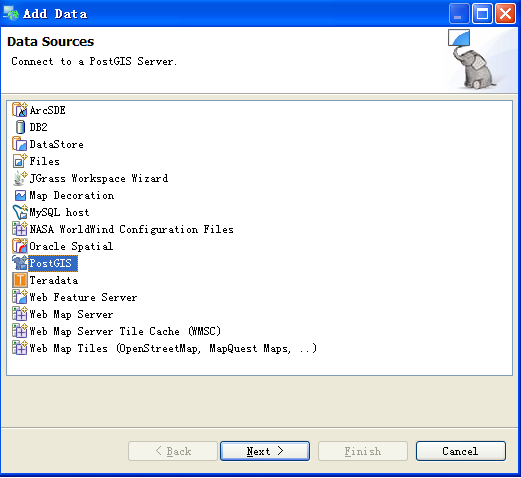 Add Data
Data Sources
Connect to a PostGIS Server.
ArcSDE
DB2
DataStore
Files
JGrass Workspace Wizard
Map Decoration
MySQL host
NASA WorldWind Configuration Files
Oracle Spatial
PostGIS
Teradata
Web Feature Server
Web Map Server
Web Map Server Tile Cache (WMSC)
Web Map Tiles (OpenStreetMap, MapQuest Maps, ..)
< Back
Next >
Finish
Cancel